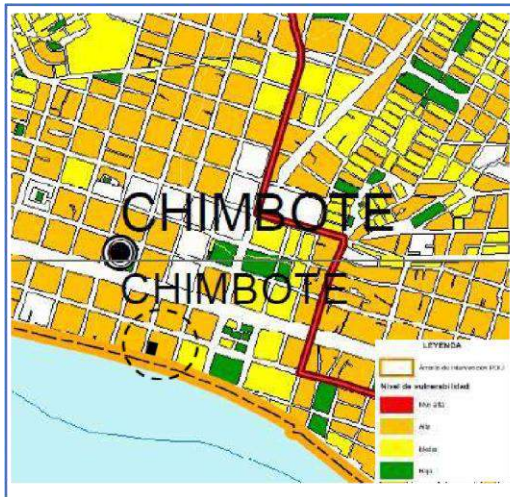 CHIMBOTE
CHIMBOTE
LEYENDA
Nivel de vulnerabilidad
Alta
Media
Baja